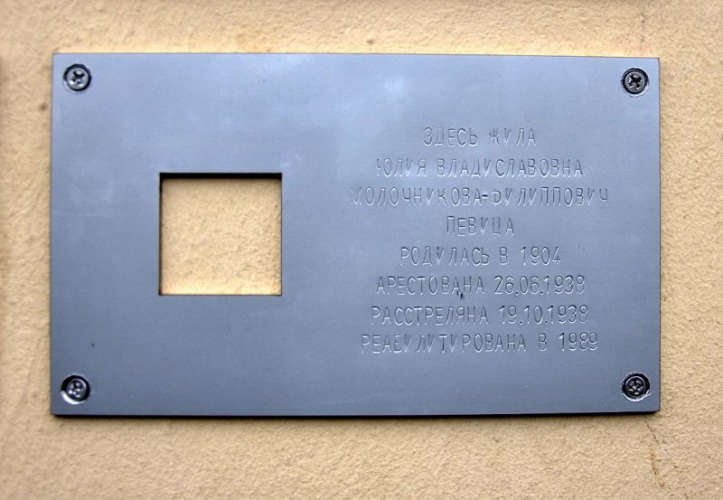 ЗДЕСЬ ЖИЛА
ЮЛИЯ ВЛАДИСЛАВОВНА
МОЛОЧНИКОВА-ФИЛИППОВИЧ
ПЕВИЦА
РОДИЛАСЬ В 1904
АРЕСТОВАНА 26.06.1938
РАССТРЕЛЯНА 19.10.1938
РЕАБИЛИТИРОВАНА В 1989